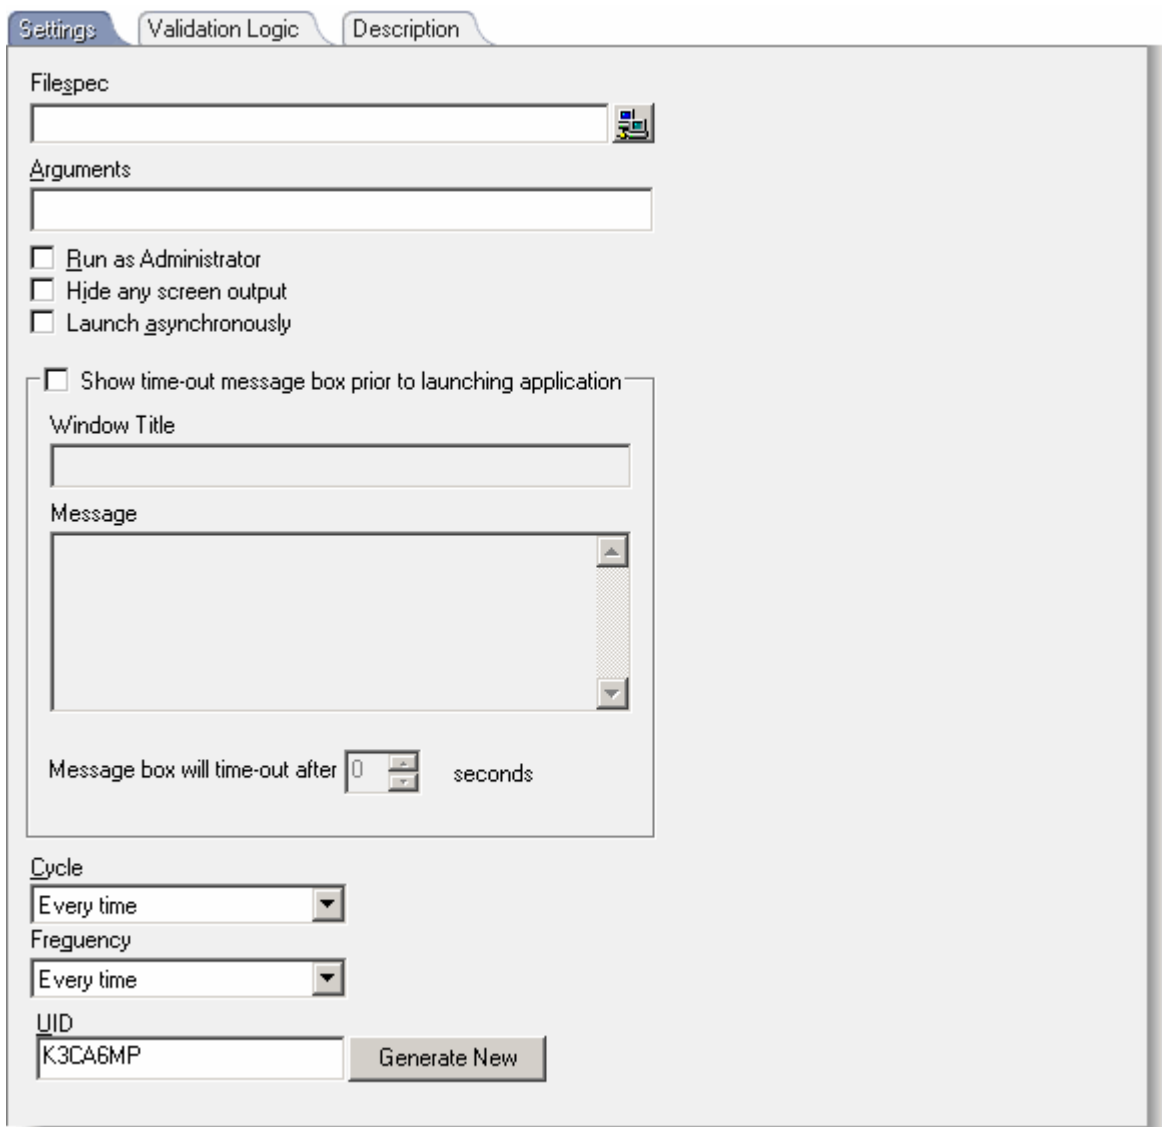 Settings Validation Logic Description
Filespec
Arguments
Run as Administrator
Hide any screen output
Launch asynchronously
Show time-out message box prior to launching application
Window Title
Message
Message box will time-out after 0 seconds
Cycle
Every time
Freguency
Every time
UID
K3CA6MP Generate New